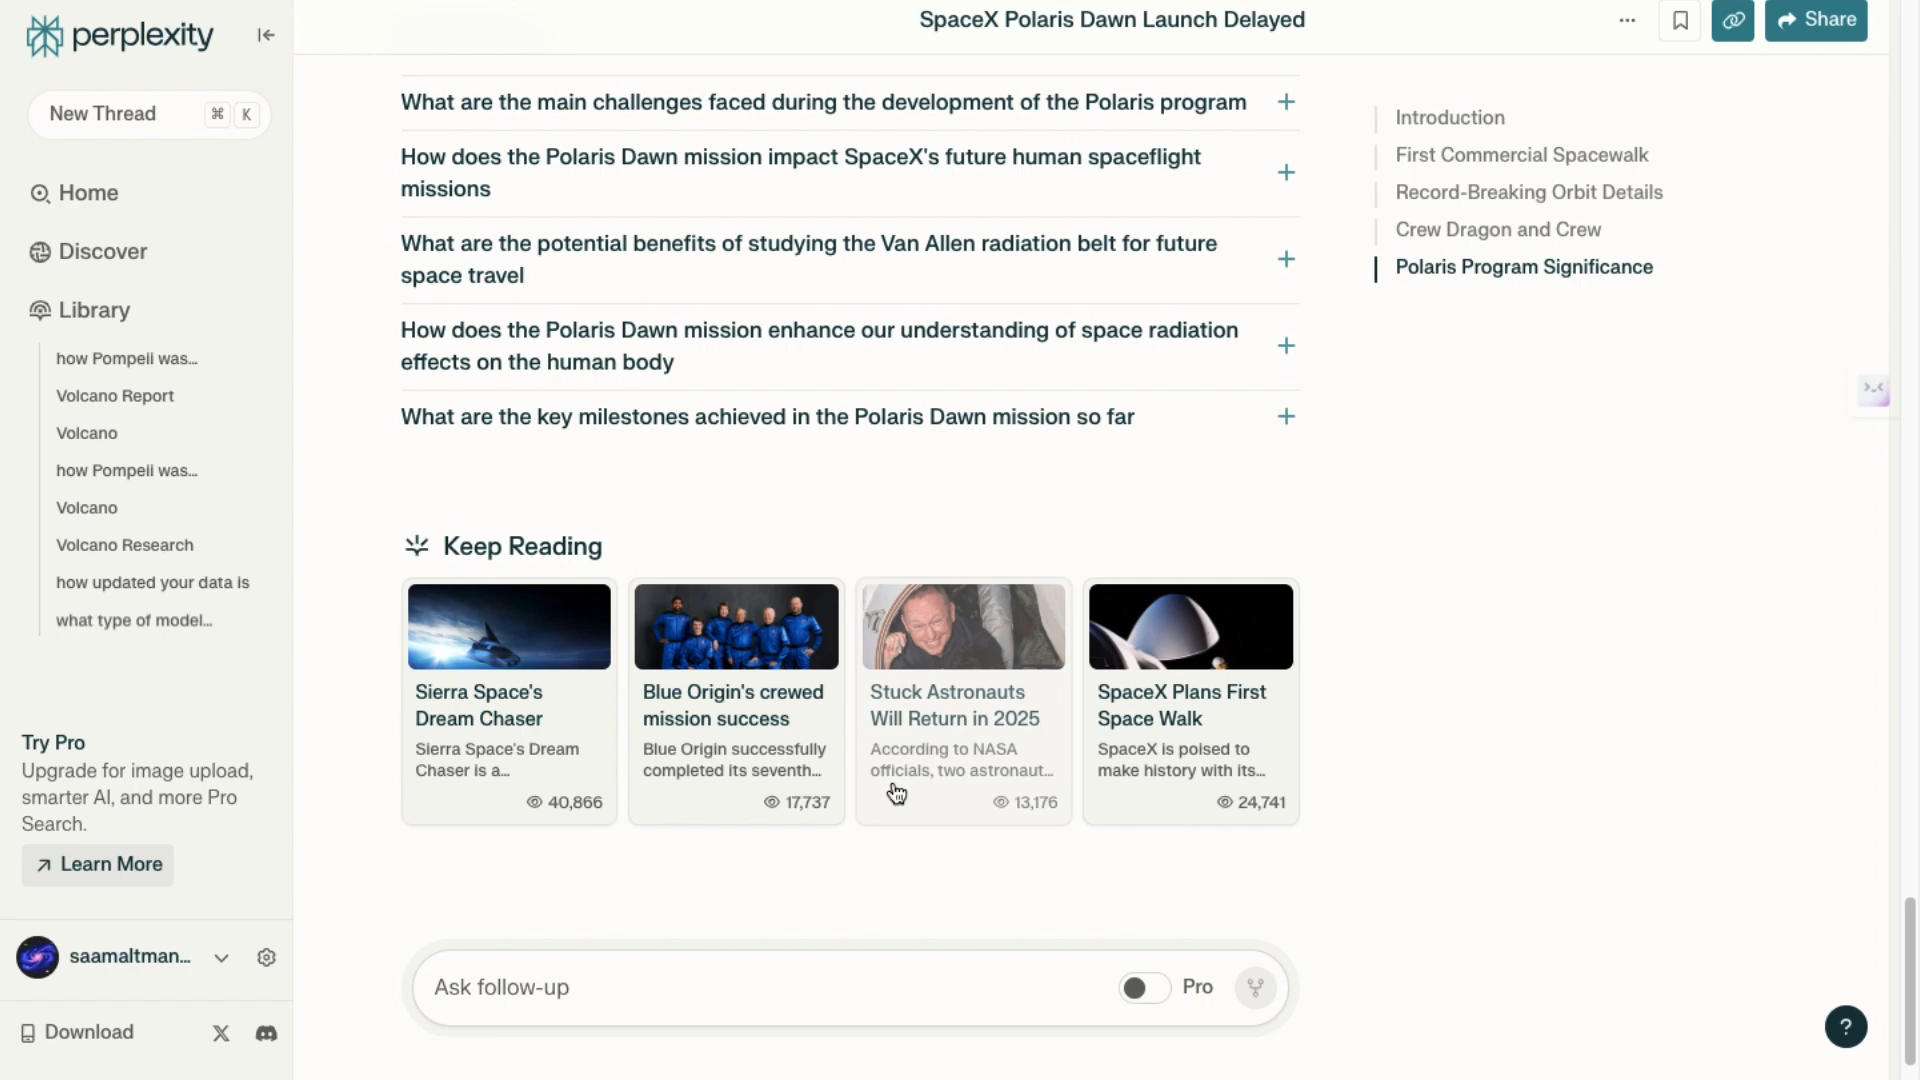 perplexity
New Thread
⌘ K
Home
Discover
Library
how Pompeii was...
Volcano Report
Volcano
how Pompeii was...
Volcano
Volcano Research
how updated your data is
what type of model...
Try Pro
Upgrade for image upload,
smarter AI, and more Pro
Search.
Learn More
saamaltman...
Download
SpaceX Polaris Dawn Launch Delayed
Share
What are the main challenges faced during the development of the Polaris program
How does the Polaris Dawn mission impact SpaceX's future human spaceflight
missions
What are the potential benefits of studying the Van Allen radiation belt for future
space travel
How does the Polaris Dawn mission enhance our understanding of space radiation
effects on the human body
What are the key milestones achieved in the Polaris Dawn mission so far
Keep Reading
Sierra Space's
Dream Chaser
Sierra Space's Dream
Chaser is a...
40,866
Blue Origin's crewed
mission success
Blue Origin successfully
completed its seventh...
17,737
Stuck Astronauts
Will Return in 2025
According to NASA
officials, two astronaut...
13,176
SpaceX Plans First
Space Walk
SpaceX is poised to
make history with its...
24,741
Ask follow-up
Pro
Introduction
First Commercial Spacewalk
Record-Breaking Orbit Details
Crew Dragon and Crew
Polaris Program Significance
?